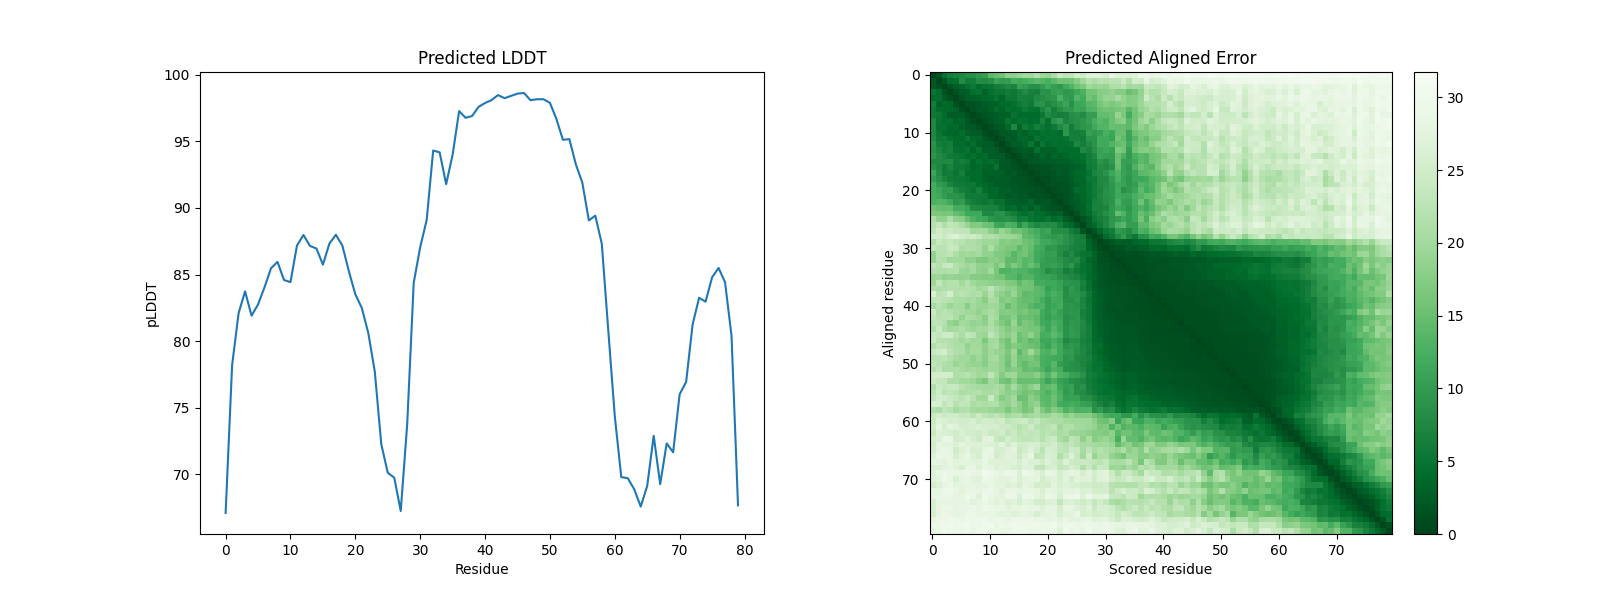 Predicted LDDT
100
95
90
85
80
75
70
pLDDT
0 10 20 30 40 50 60 70 80
Residue
Predicted Aligned Error
0
10
20
30
40
50
60
70
Aligned residue
0 10 20 30 40 50 60 70
Scored residue
30
25
20
15
10
5
0